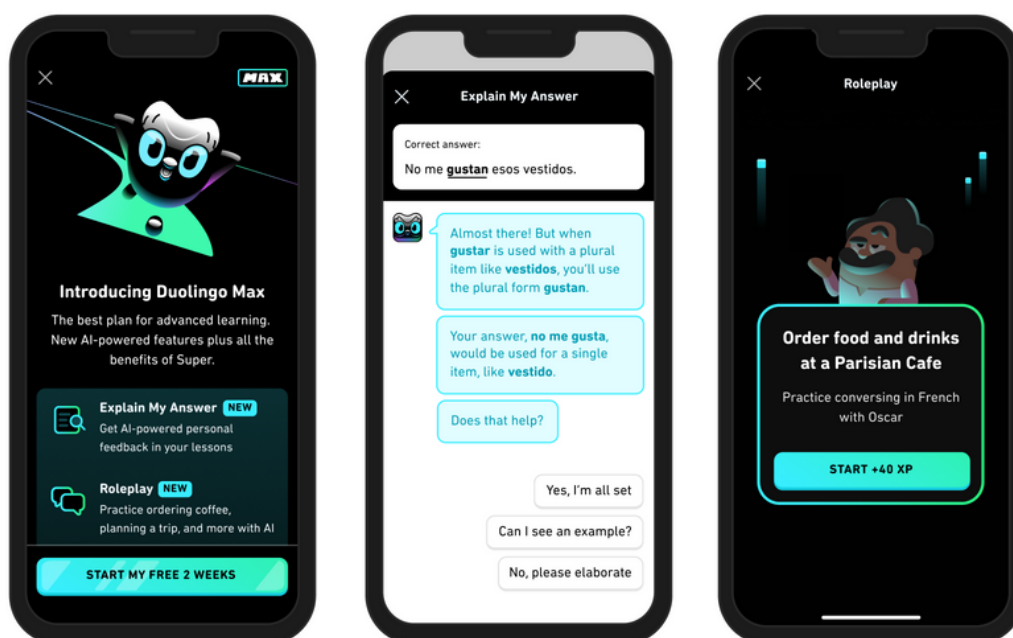 MAX
Introducing Duolingo Max
The best plan for advanced learning.
New AI-powered features plus all the
benefits of Super.
Explain My Answer NEW
Get AI-powered personal
feedback in your lessons
Roleplay NEW
Practice ordering coffee,
planning a trip, and more with AI
START MY FREE 2 WEEKS
Explain My Answer
Correct answer:
No me gustan esos vestidos.
Almost there! But when
gustar is used with a plural
item like vestidos, you'll use
the plural form gustan.
Your answer, no me gusta,
would be used for a single
item, like vestido.
Does that help?
Yes, I'm all set
Can I see an example?
No, please elaborate
Roleplay
Order food and drinks
at a Parisian Cafe
Practice conversing in French
with Oscar
START +40 XP